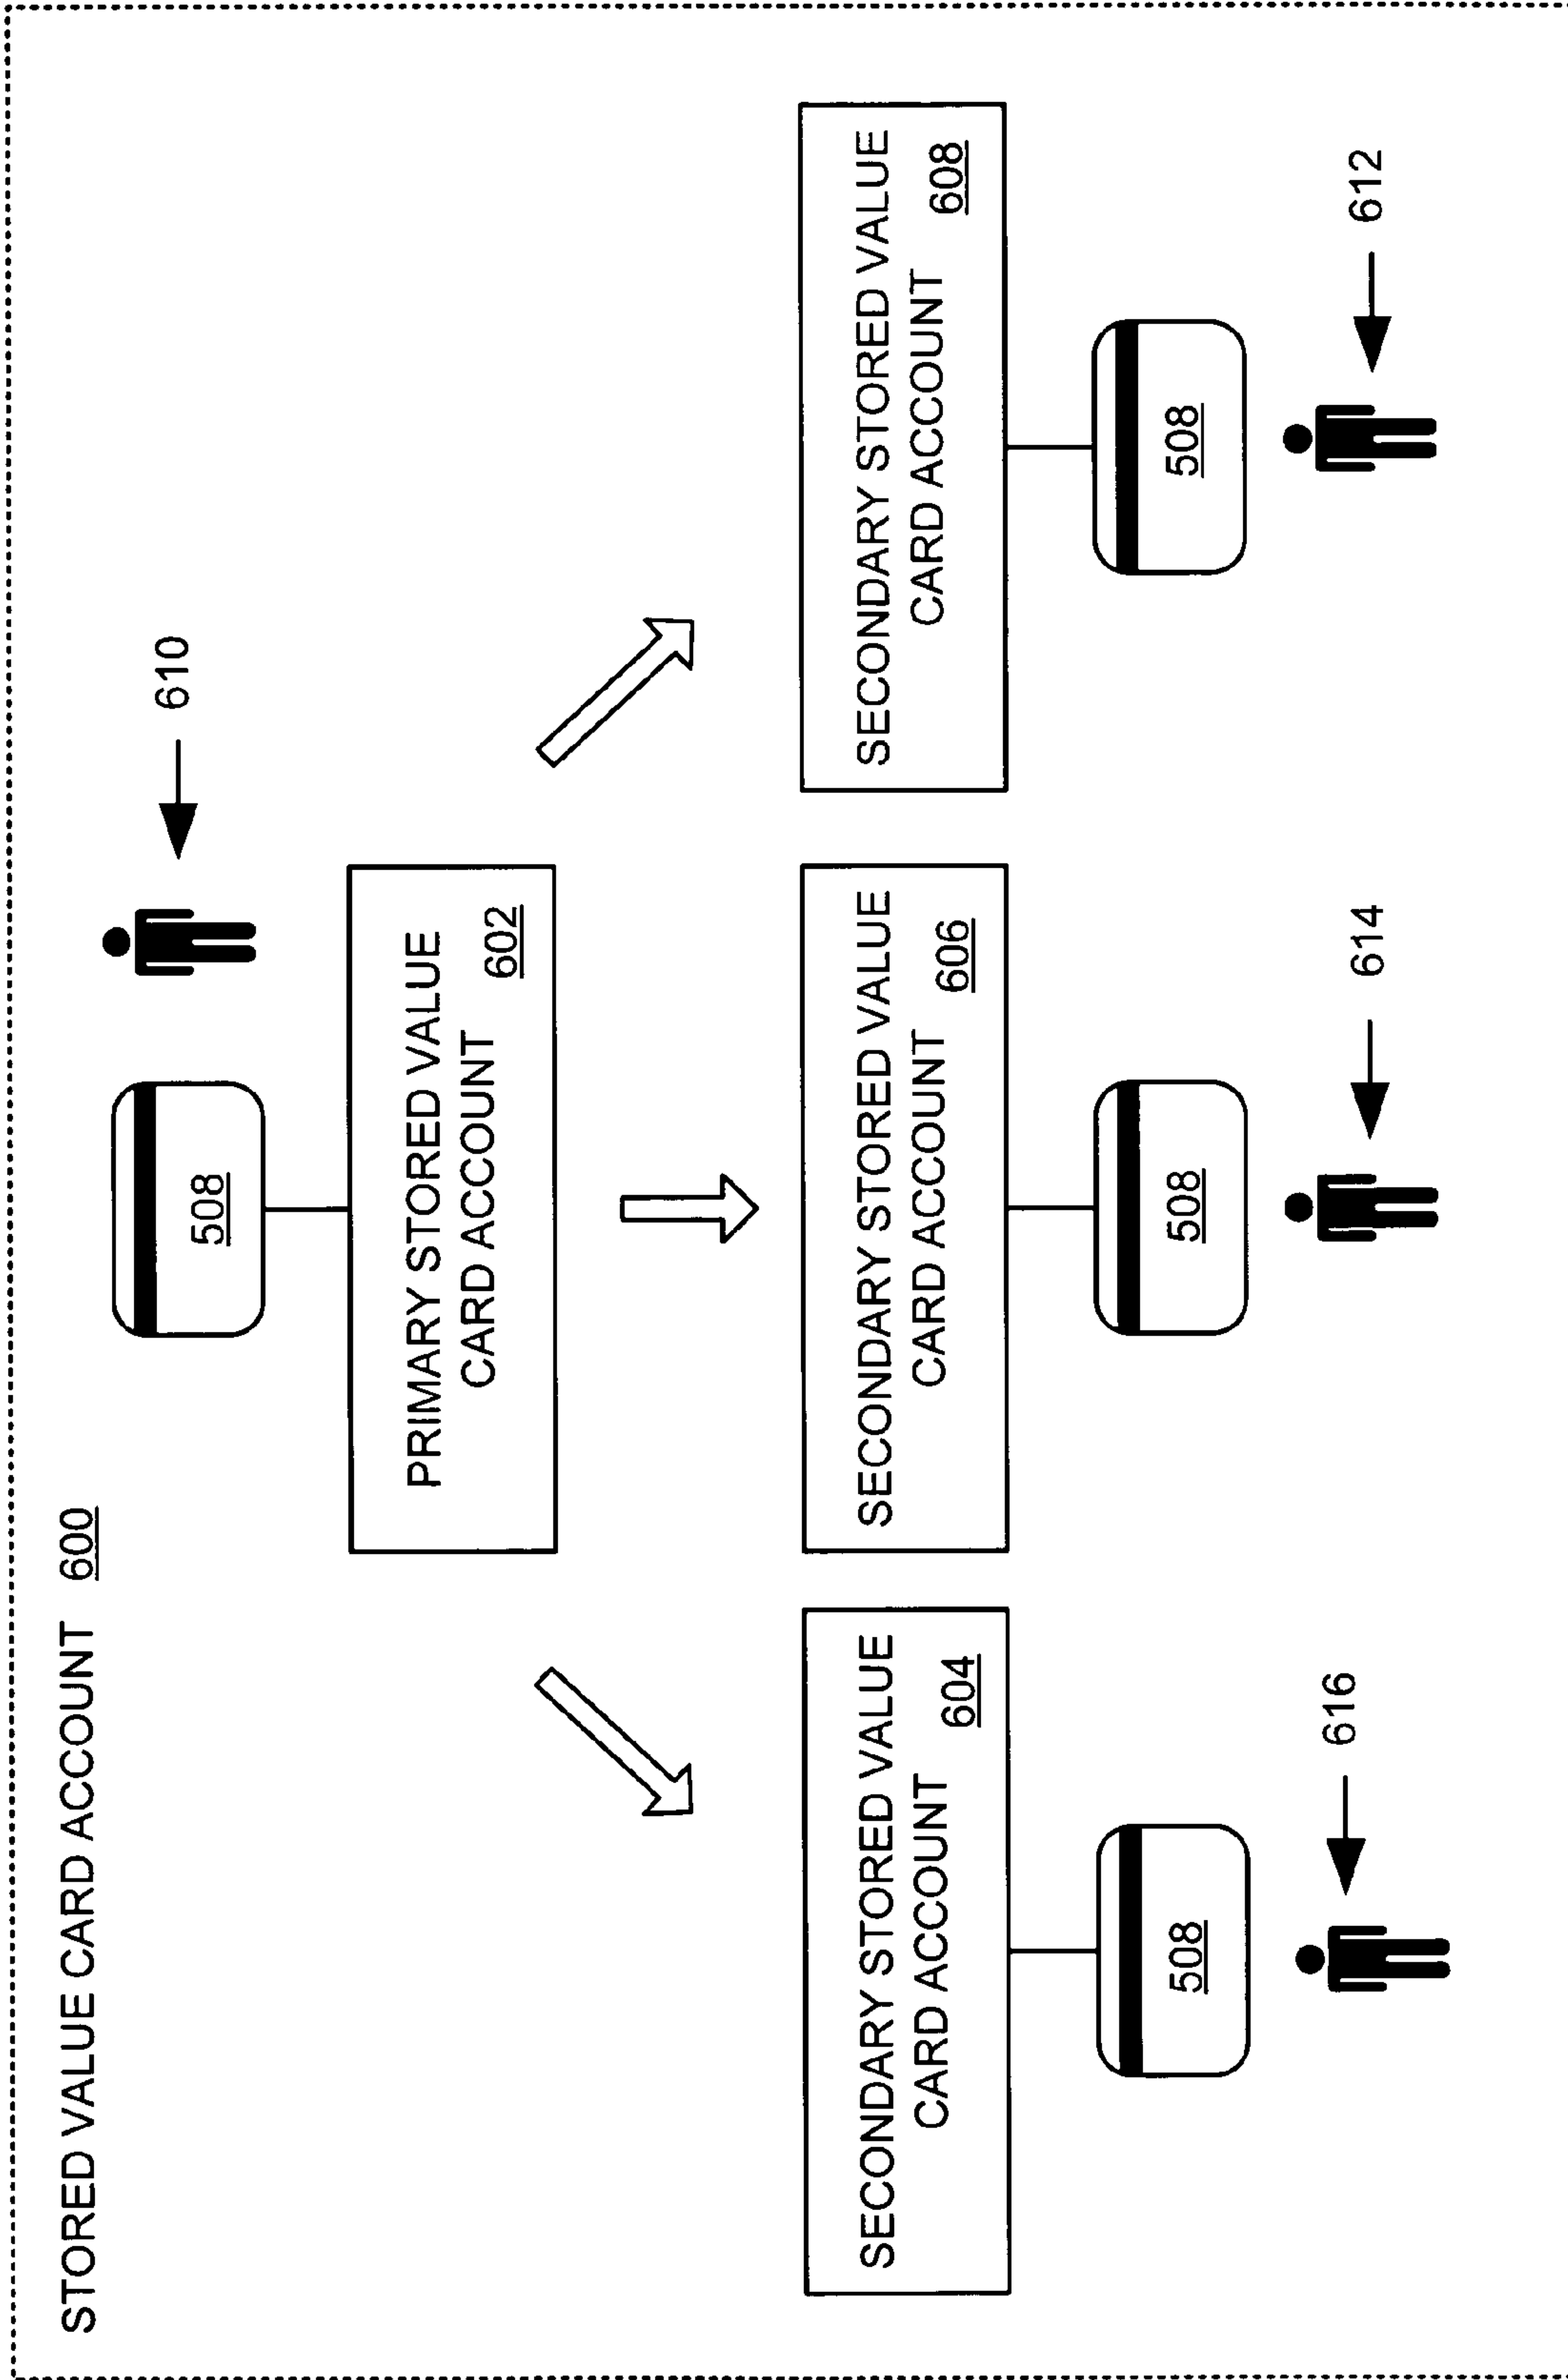 STORED VALUE CARD ACCOUNT 600
508
610
PRIMARY STORED VALUE
CARD ACCOUNT
602
SECONDARY STORED VALUE
CARD ACCOUNT
604
SECONDARY STORED VALUE
CARD ACCOUNT
606
SECONDARY STORED VALUE
CARD ACCOUNT
608
508
508
508
616
614
612